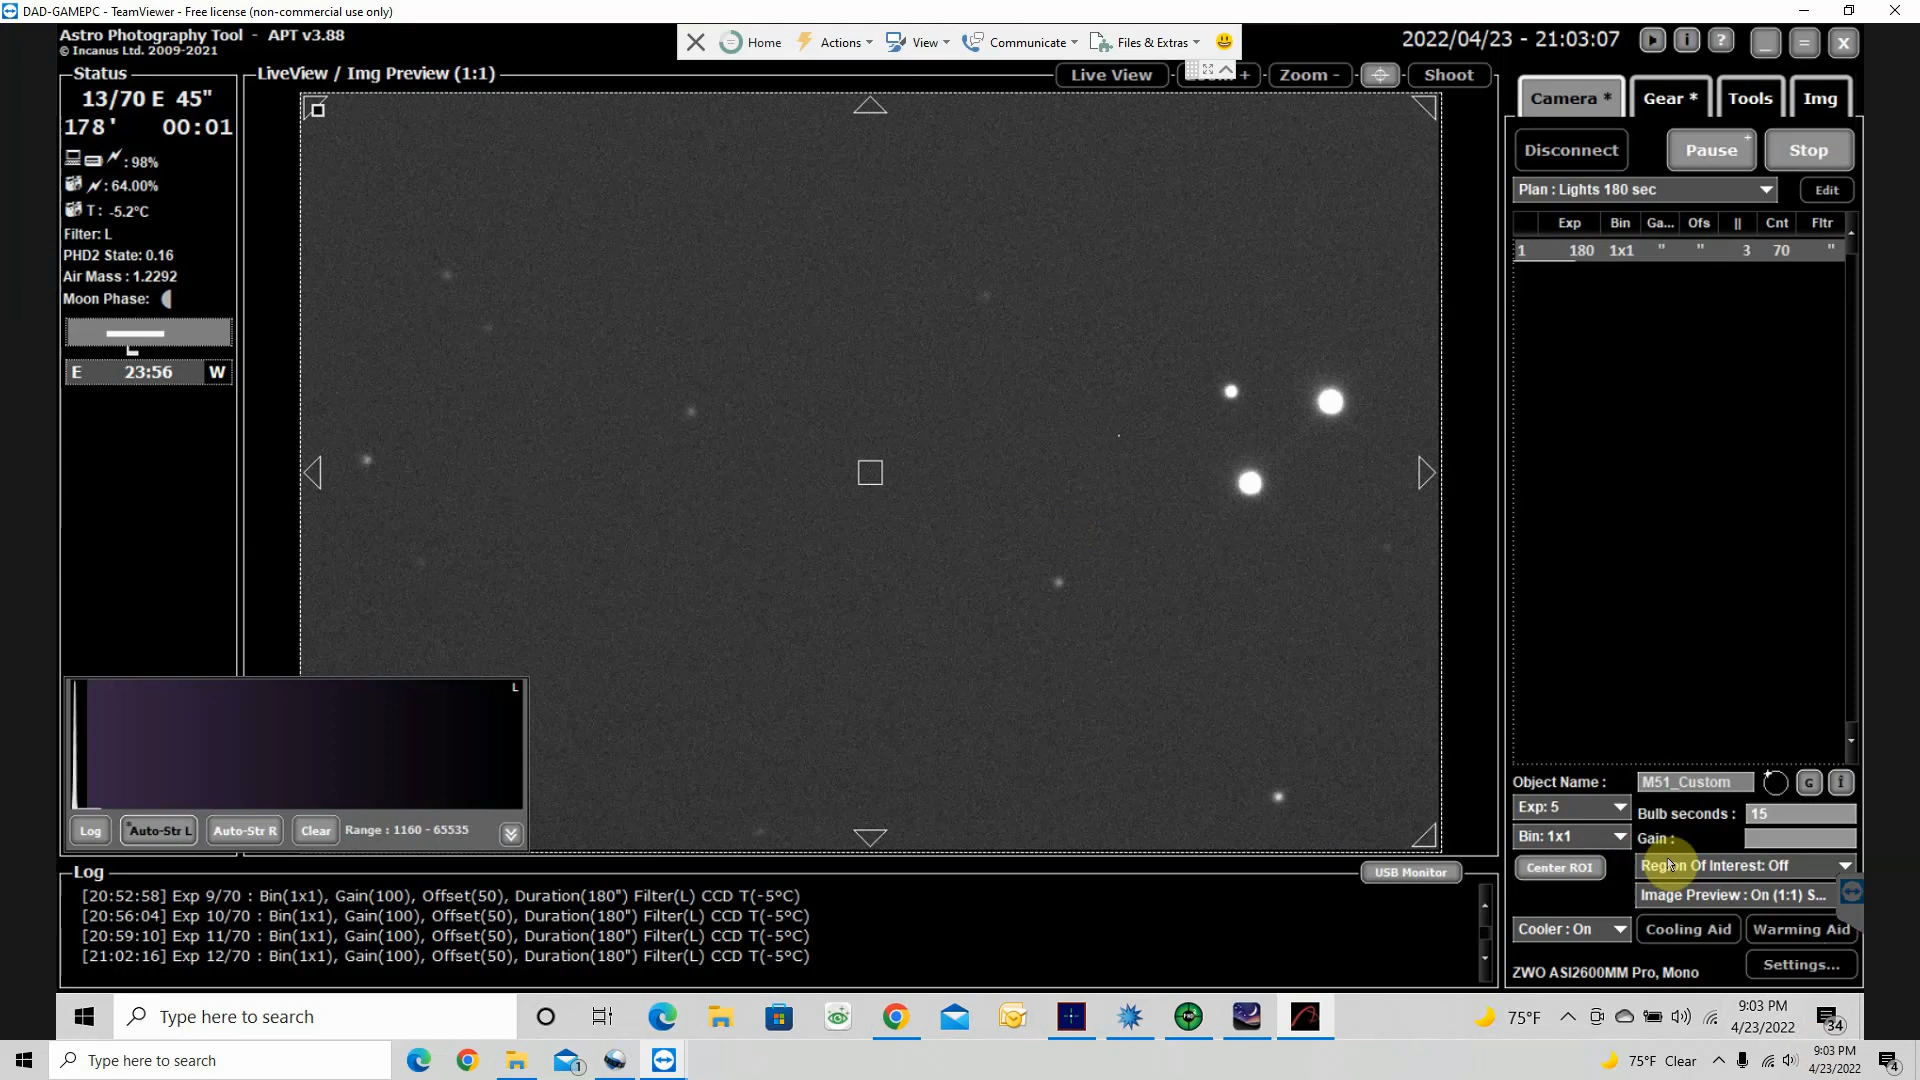 DAD-GAMEPC - TeamViewer - Free license (non-commercial use only)
Astro Photography Tool - APT v3.88
© Incanus Ltd. 2009-2021
Home
Actions
View
Communicate
Files & Extras
2022/04/23 - 21:03:07
i
?
_
=
X
Status
13/70 E 45"
178' 00:01
: 98%
: 64.00%
T : -5.2°C
Filter: L
PHD2 State: 0.16
Air Mass : 1.2292
Moon Phase:
E 23:56 W
LiveView / Img Preview (1:1)
Live View
+
Zoom -
Shoot
L
Log
*Auto-Str L
Auto-Str R
Clear
Range : 1160 - 65535
Camera *
Gear *
Tools
Img
Disconnect
Pause +
Stop
Plan : Lights 180 sec
Edit
Exp Bin Ga... Ofs || Cnt Fltr
1 180 1x1 " " 3 70 "
Object Name : M51_Custom
G
Exp: 5
Bulb seconds : 15
Bin: 1x1
Gain :
Center ROI
Region Of Interest: Off
Image Preview : On (1:1) S...
Cooler : On
Cooling Aid
Warming Aid
ZWO ASI2600MM Pro, Mono
Settings...
Log
USB Monitor
[20:52:58] Exp 9/70 : Bin(1x1), Gain(100), Offset(50), Duration(180") Filter(L) CCD T(-5°C)
[20:56:04] Exp 10/70 : Bin(1x1), Gain(100), Offset(50), Duration(180") Filter(L) CCD T(-5°C)
[20:59:10] Exp 11/70 : Bin(1x1), Gain(100), Offset(50), Duration(180") Filter(L) CCD T(-5°C)
[21:02:16] Exp 12/70 : Bin(1x1), Gain(100), Offset(50), Duration(180") Filter(L) CCD T(-5°C)
Type here to search
75°F
9:03 PM
4/23/2022
34
Type here to search
1
75°F Clear
9:03 PM
4/23/2022
4